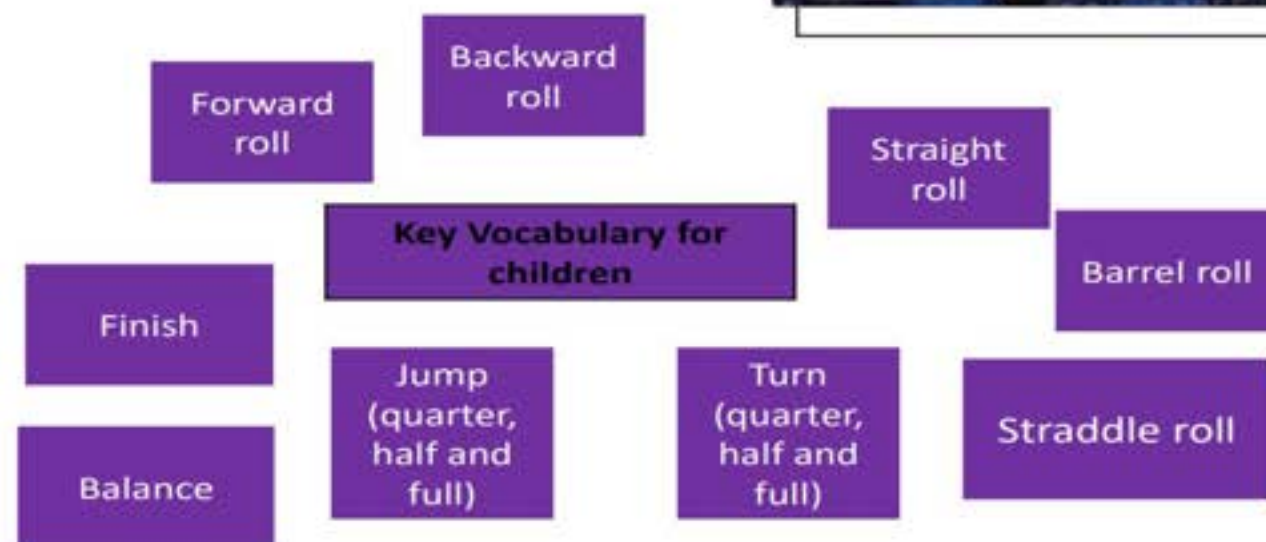 Backward
roll
Forward
roll
Straight
roll
Key Vocabulary for
children
Barrel roll
Finish
Jump
(quarter,
half and
full)
Turn
(quarter,
half and
full)
Straddle roll
Balance